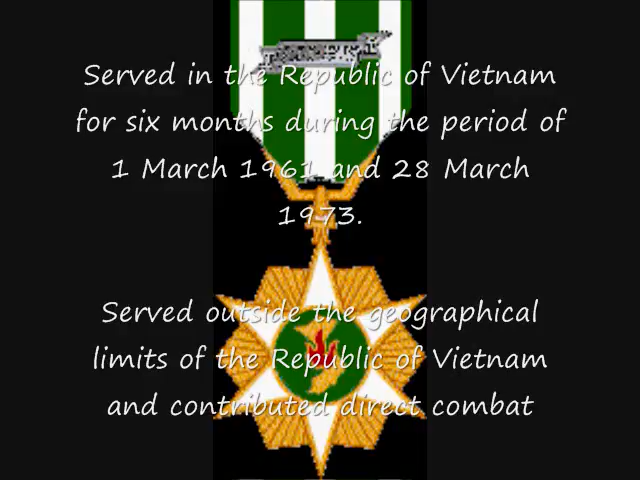 Served in the Republic of Vietnam
for six months during the period of
1 March 1961 and 28 March
1973.
Served outside the geographical
limits of the Republic of Vietnam
and contributed direct combat